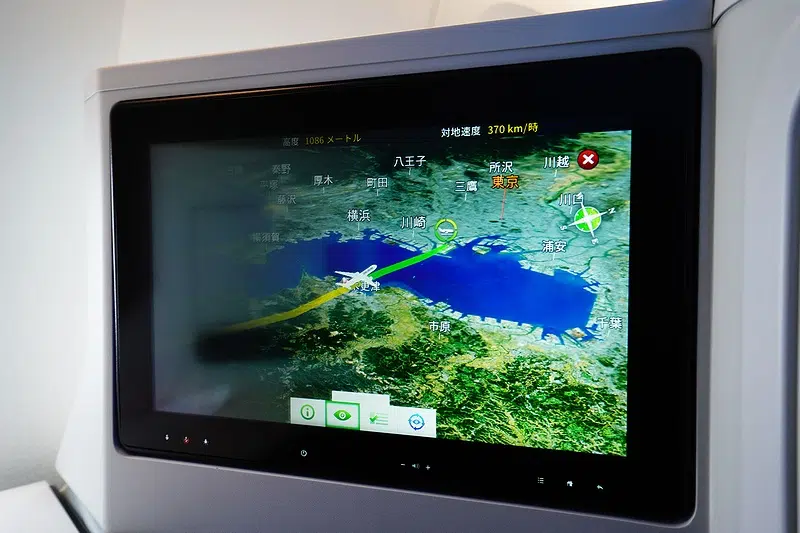 高度 1086 メートル
対地速度 370 km/時
八王子
所沢
川越
秦野
厚木
町田
三鷹
東京
藤沢
横浜
川崎
川口
浦安
横須賀
木更津
市原
千葉